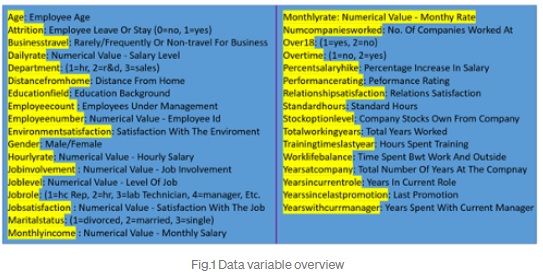 Age: Employee Age
Attrition: Employee Leave Or Stay (0=no, 1=yes)
Businesstravel: Rarely/Frequently Or Non-travel For Business
Dailyrate: Numerical Value - Salary Level
Department: (1=hr, 2=r&d, 3=sales)
Distancefromhome: Distance From Home
Educationfield: Education Background
Employeecount : Employees Under Management
Employeenumber: Numerical Value - Employee Id
Environmentsatisfaction: Satisfaction With The Enviroment
Gender: Male/Female
Hourlyrate: Numerical Value - Hourly Salary
Jobinvolvement : Numerical Value - Job Involvement
Joblevel: Numerical Value - Level Of Job
Jobrole: (1=hc Rep, 2=hr, 3=lab Technician, 4=manager, Etc.
Jobsatisfaction : Numerical Value - Satisfaction With The Job
Maritalstatus: (1=divorced, 2=married, 3=single)
Monthlyincome : Numerical Value - Monthly Salary
Monthlyrate: Numerical Value - Monthy Rate
Numcompaniesworked: No. Of Companies Worked At
Over18: (1=yes, 2=no)
Overtime: (1=no, 2=yes)
Percentsalaryhike: Percentage Increase In Salary
Performancerating: Peformance Rating
Relationshipsatisfaction: Relations Satisfaction
Standardhours: Standard Hours
Stockoptionlevel: Company Stocks Own From Company
Totalworkingyears: Total Years Worked
Trainingtimeslastyear: Hours Spent Training
Worklifebalance: Time Spent Bwt Work And Outside
Yearsatcompany: Total Number Of Years At The Compnay
Yearsincurrentrole: Years In Current Role
Yearssincelastpromotion: Last Promotion
Yearswithcurrmanager: Years Spent With Current Manager
Fig.1 Data variable overview